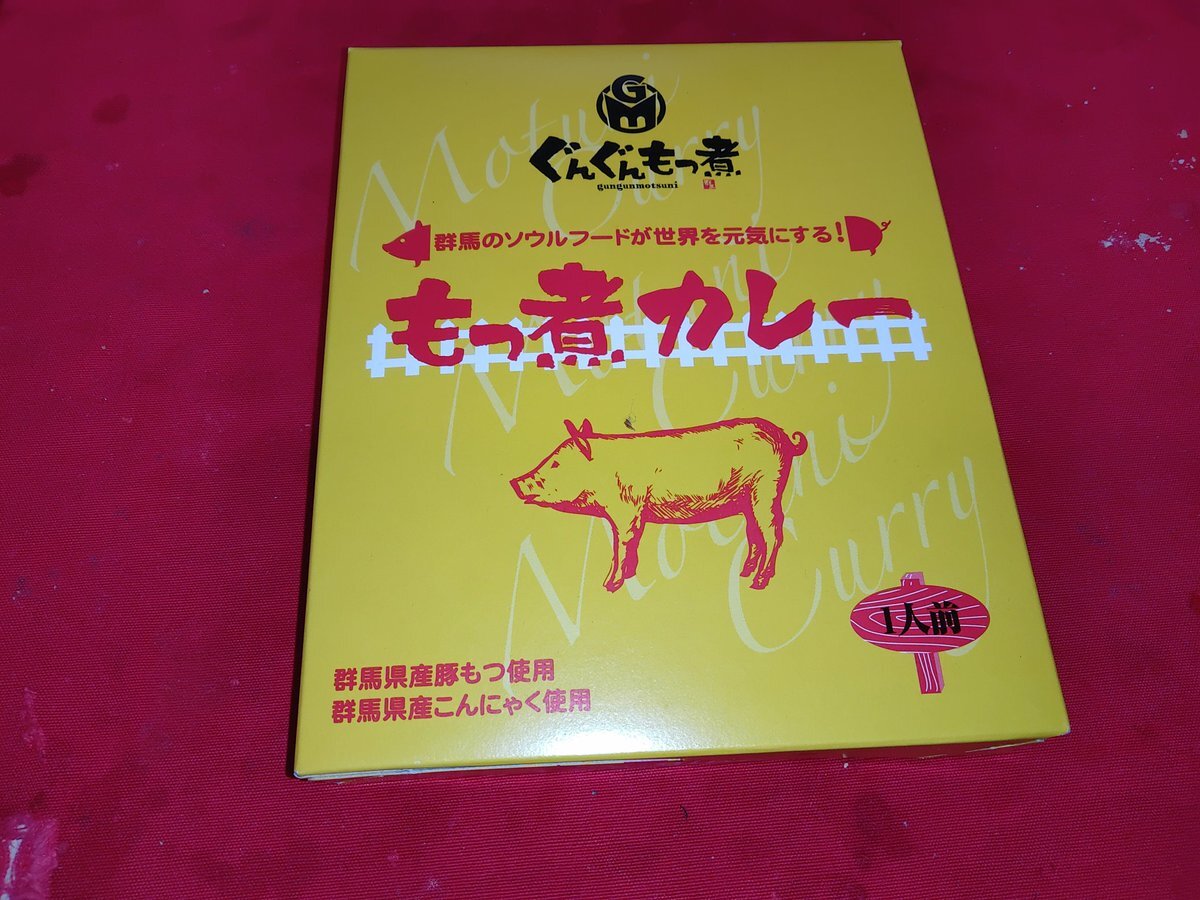 GM
ぐんぐんもつ煮
gungunmotsuni
群馬のソウルフードが世界を元気にする!
もつ煮カレー
Motuni
Curry
Motuni
Curry
Motuni
Curry
1人前
群馬県産豚もつ使用
群馬県産こんにゃく使用